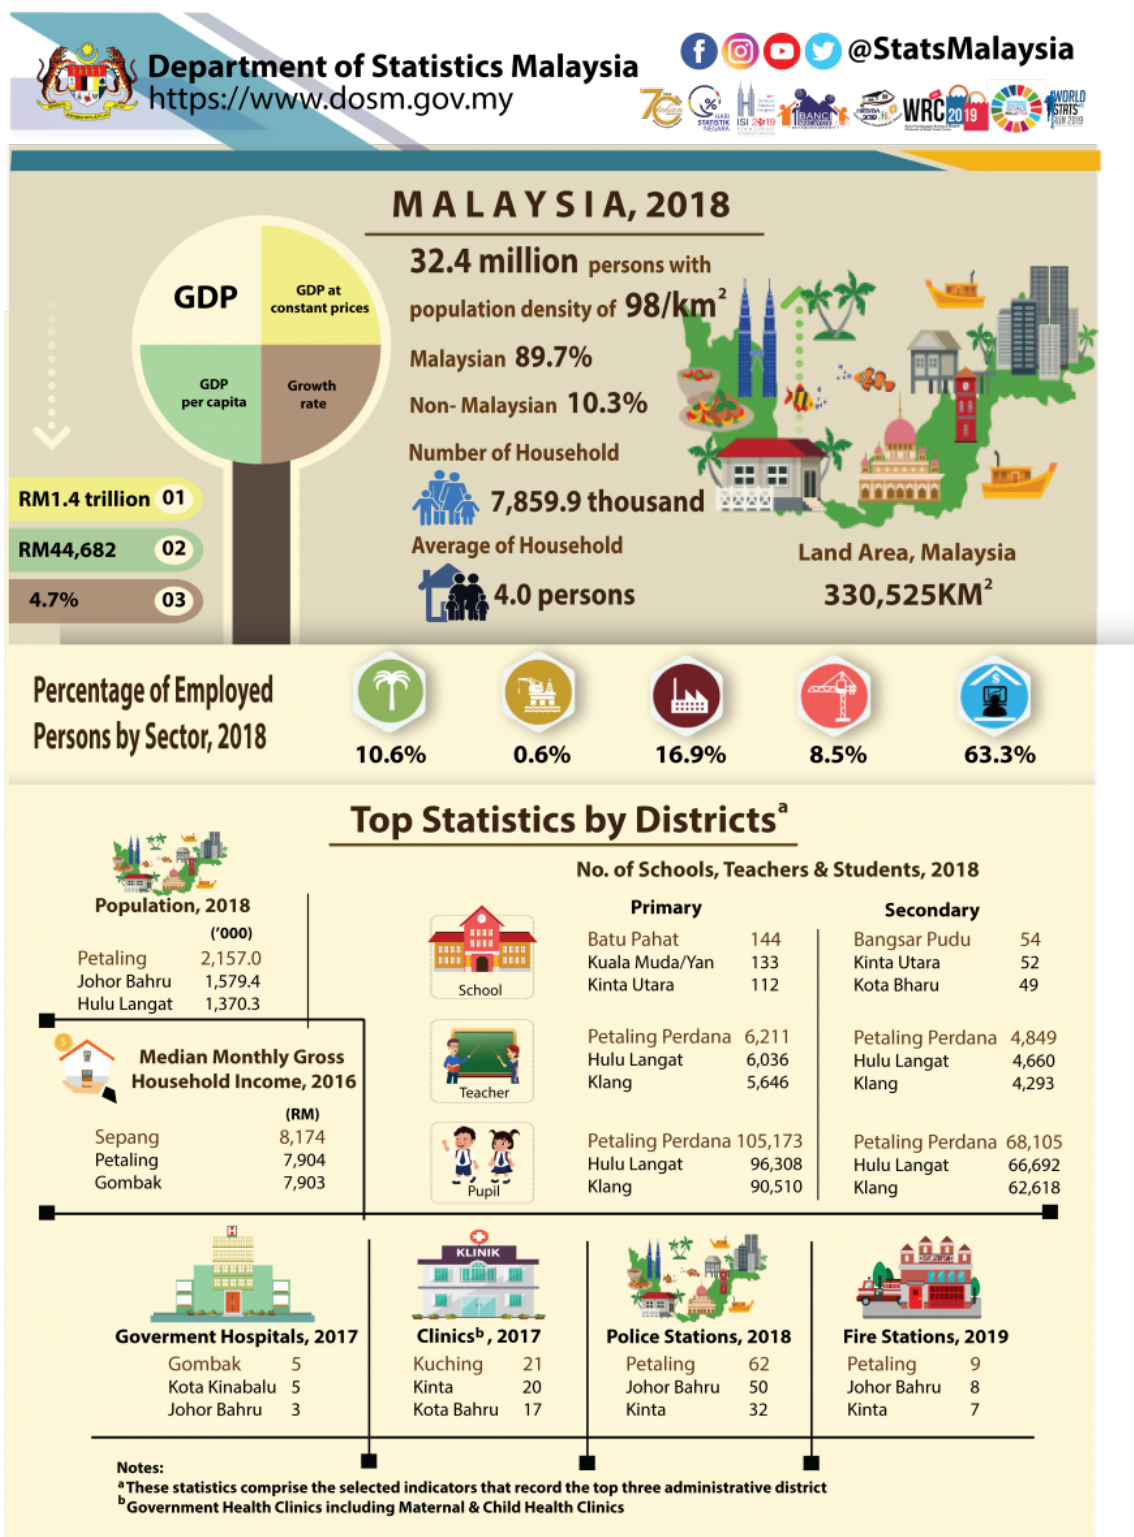 Department of Statistics Malaysia
https://www.dosm.gov.my
@StatsMalaysia
HARI
STATISTIK
NEGARA
ISI 2019
BANCI
WRC 2019
WORLD
STATS
RUN 2019
MALAYSIA, 2018
GDP
GDP at
constant prices
GDP
per capita
Growth
rate
RM1.4 trillion 01
RM44,682 02
4.7% 03
32.4 million persons with
population density of 98/km²
Malaysian 89.7%
Non- Malaysian 10.3%
Number of Household
7,859.9 thousand
Average of Household
4.0 persons
Land Area, Malaysia
330,525KM²
Percentage of Employed
Persons by Sector, 2018
10.6% 0.6% 16.9% 8.5% 63.3%
Top Statistics by Districtsᵃ
Population, 2018
('000)
Petaling 2,157.0
Johor Bahru 1,579.4
Hulu Langat 1,370.3
Median Monthly Gross
Household Income, 2016
(RM)
Sepang 8,174
Petaling 7,904
Gombak 7,903
No. of Schools, Teachers & Students, 2018
Primary
Secondary
School
Batu Pahat 144
Kuala Muda/Yan 133
Kinta Utara 112
Bangsar Pudu 54
Kinta Utara 52
Kota Bharu 49
Teacher
Petaling Perdana 6,211
Hulu Langat 6,036
Klang 5,646
Petaling Perdana 4,849
Hulu Langat 4,660
Klang 4,293
Pupil
Petaling Perdana 105,173
Hulu Langat 96,308
Klang 90,510
Petaling Perdana 68,105
Hulu Langat 66,692
Klang 62,618
H
Goverment Hospitals, 2017
Gombak 5
Kota Kinabalu 5
Johor Bahru 3
KLINIK
Clinicsᵇ , 2017
Kuching 21
Kinta 20
Kota Bahru 17
Police Stations, 2018
Petaling 62
Johor Bahru 50
Kinta 32
Fire Stations, 2019
Petaling 9
Johor Bahru 8
Kinta 7
Notes:
ᵃThese statistics comprise the selected indicators that record the top three administrative district
ᵇGovernment Health Clinics including Maternal & Child Health Clinics